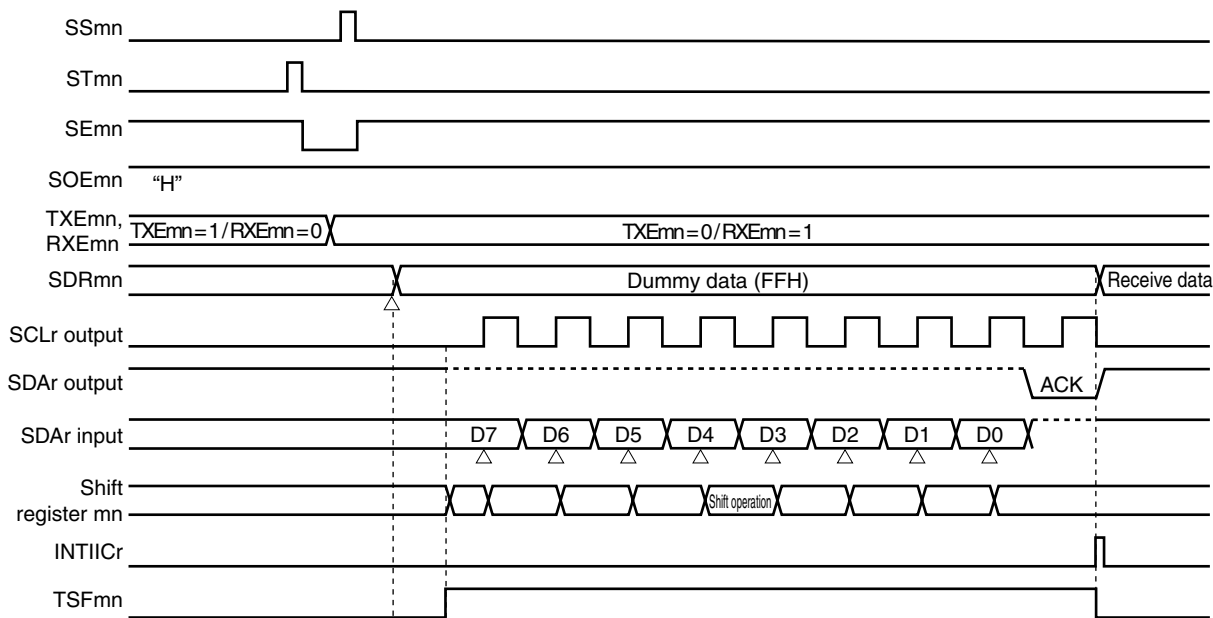 SSmn
STmn
SEmn
SOEmn “H”
TXEmn,
RXEmn TXEmn=1/RXEmn=0 TXEmn=0/RXEmn=1
SDRmn Dummy data (FFH) Receive data
SCLr output
SDAr output ACK
SDAr input D7 D6 D5 D4 D3 D2 D1 D0
Shift
register mn Shift operation
INTIICr
TSFmn